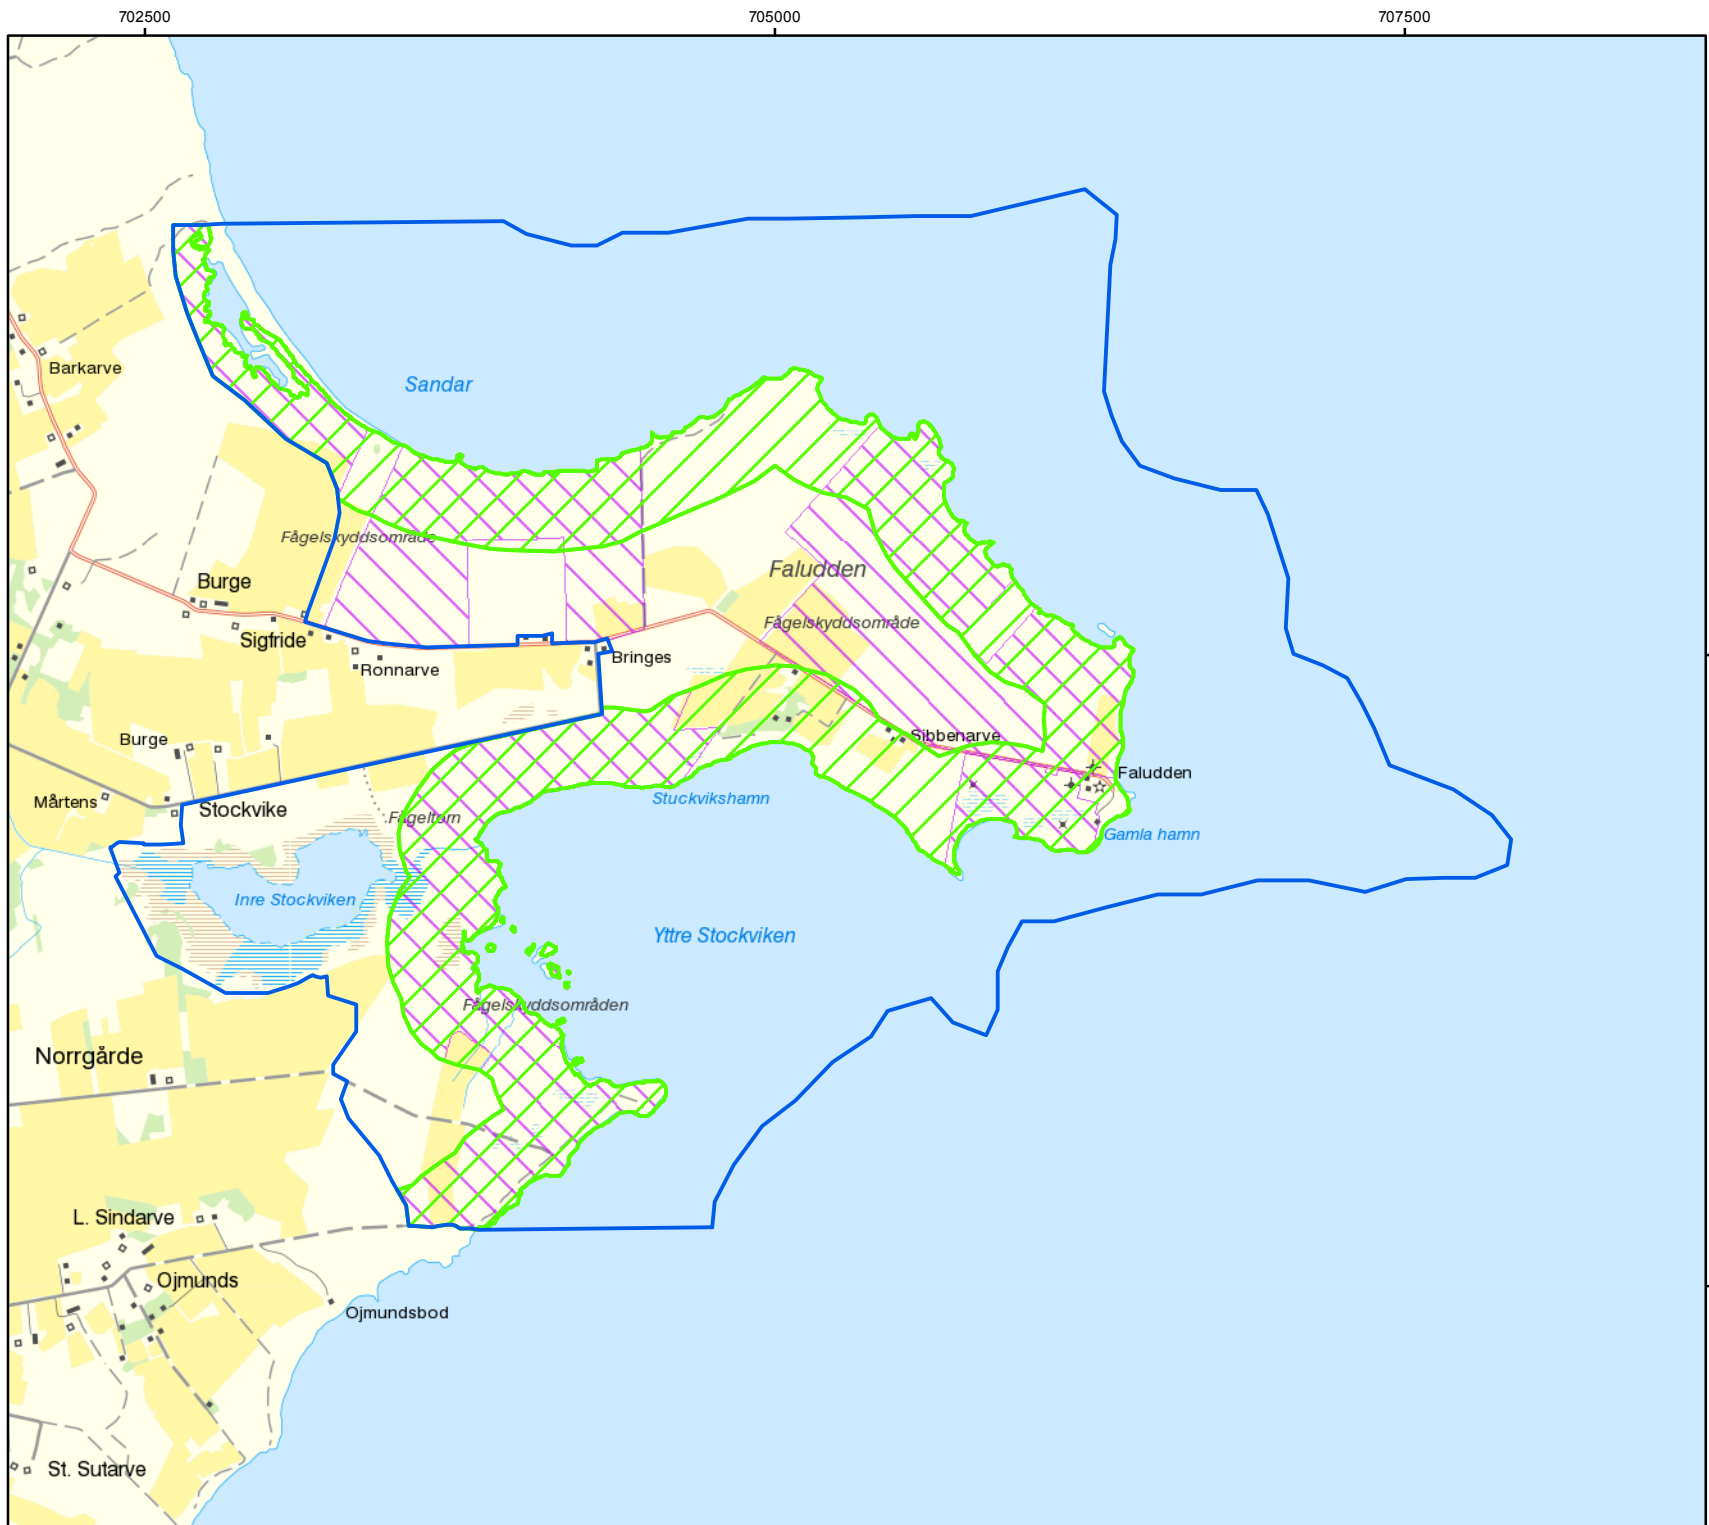 702500
705000
707500
Barkarve
Sandar
Fågelskyddsområde
Faludden
Burge
Fågelskyddsområde
Sigfride
Bringes
Ronnarve
Sibbenarve
Burge
Faludden
Stuckvikshamn
Mårtens
Stockvike
Fågeltorn
Gamla hamn
Inre Stockviken
Yttre Stockviken
Fågelskyddsområden
Norrgårde
L. Sindarve
Ojmunds
Ojmundsbod
St. Sutarve